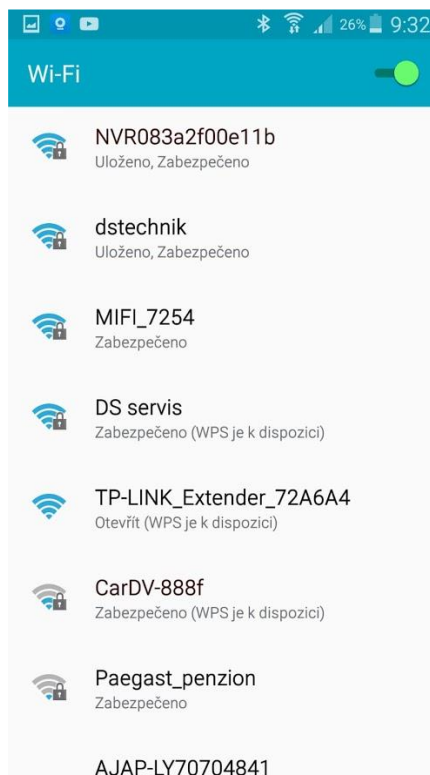 26% 9:32
Wi-Fi
NVR083a2f00e11b
Uloženo, Zabezpečeno
dstechnik
Uloženo, Zabezpečeno
MIFI_7254
Zabezpečeno
DS servis
Zabezpečeno (WPS je k dispozici)
TP-LINK_Extender_72A6A4
Otevřít (WPS je k dispozici)
CarDV-888f
Zabezpečeno (WPS je k dispozici)
Paegast_penzion
Zabezpečeno
AJAP-LY70704841